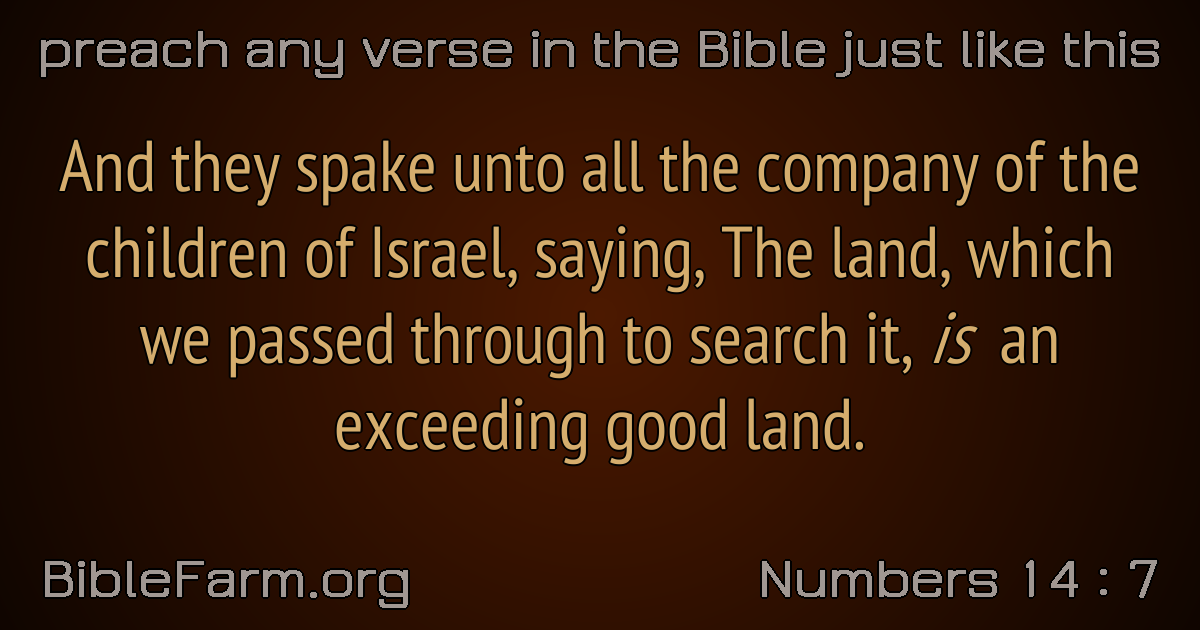 preach any verse in the Bible just like this
And they spake unto all the company of the
children of Israel, saying, The land, which
we passed through to search it, is an
exceeding good land.
BibleFarm.org
Numbers 14 : 7